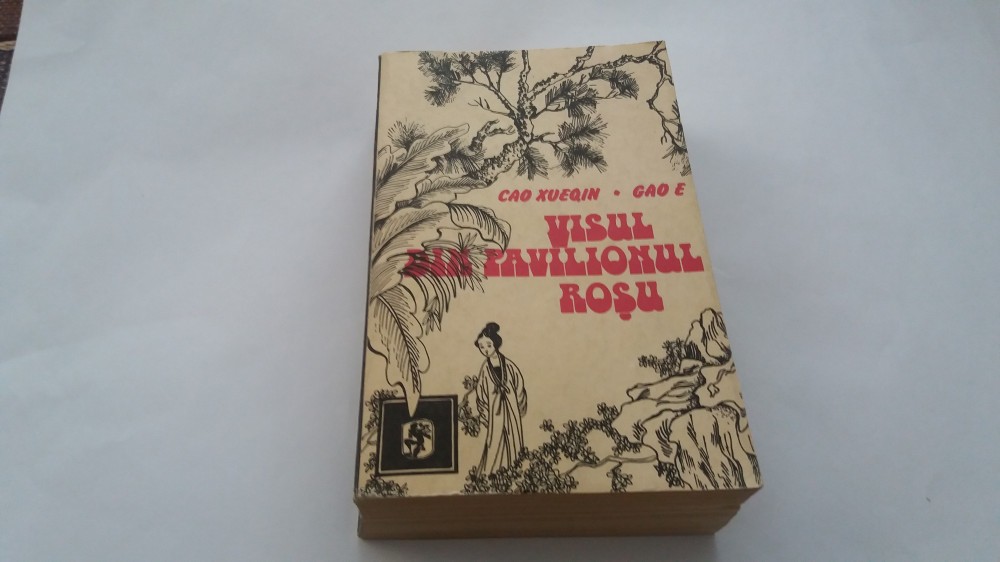 CAO XUEQIN • GAO E
VISUL
DIN PAVILIONUL
ROȘU